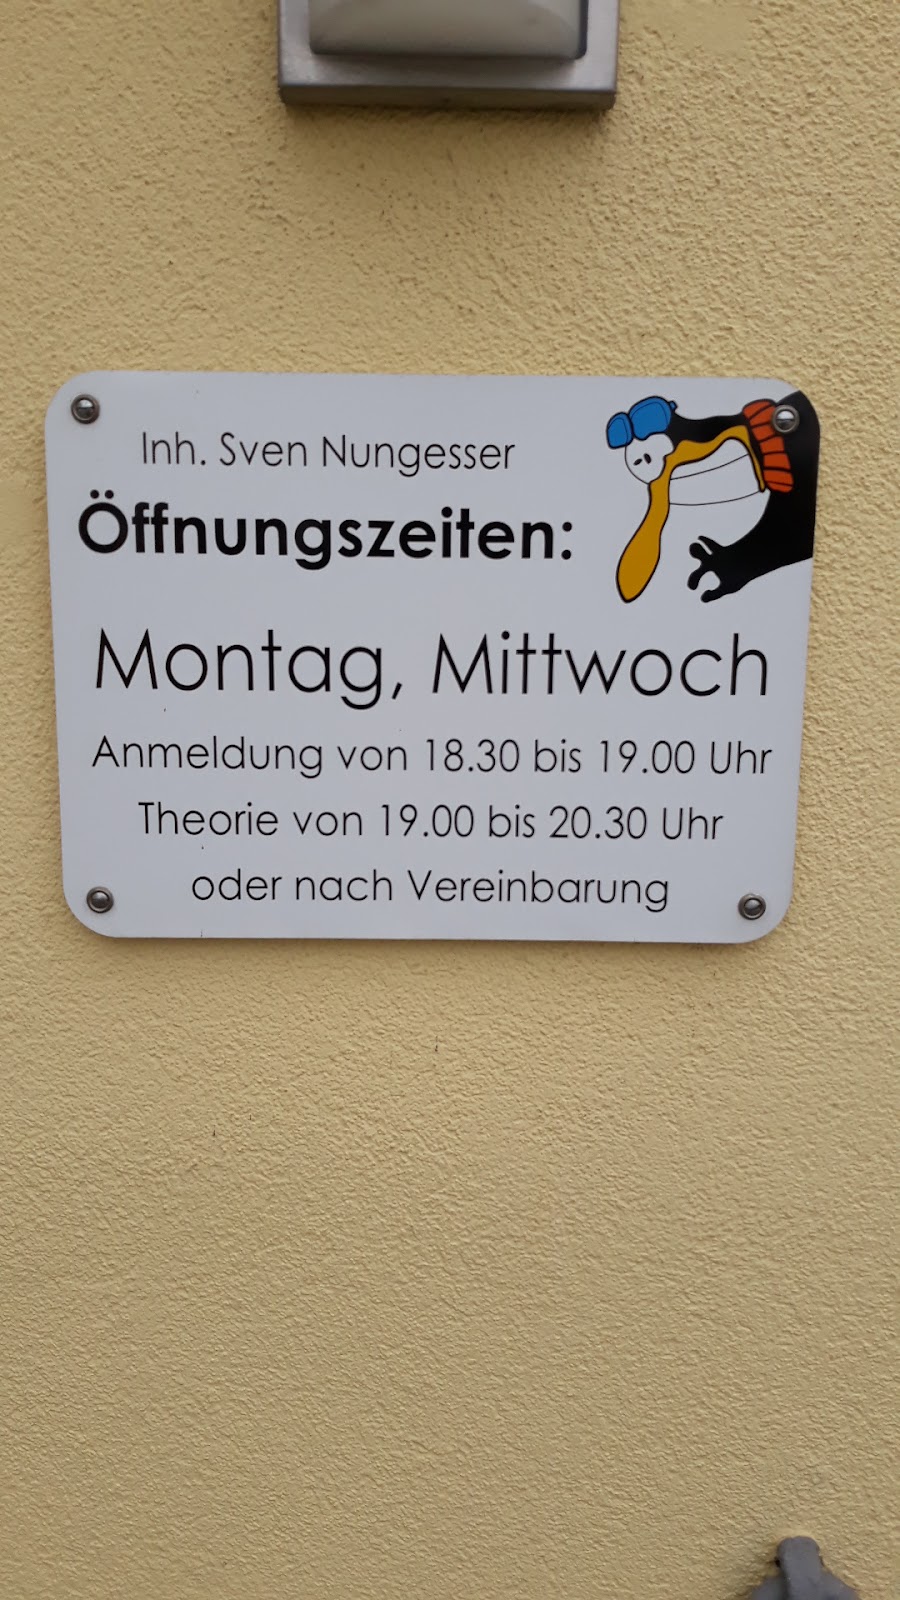 Inh. Sven Nungesser
Öffnungszeiten:
Montag, Mittwoch
Anmeldung von 18.30 bis 19.00 Uhr
Theorie von 19.00 bis 20.30 Uhr
oder nach Vereinbarung